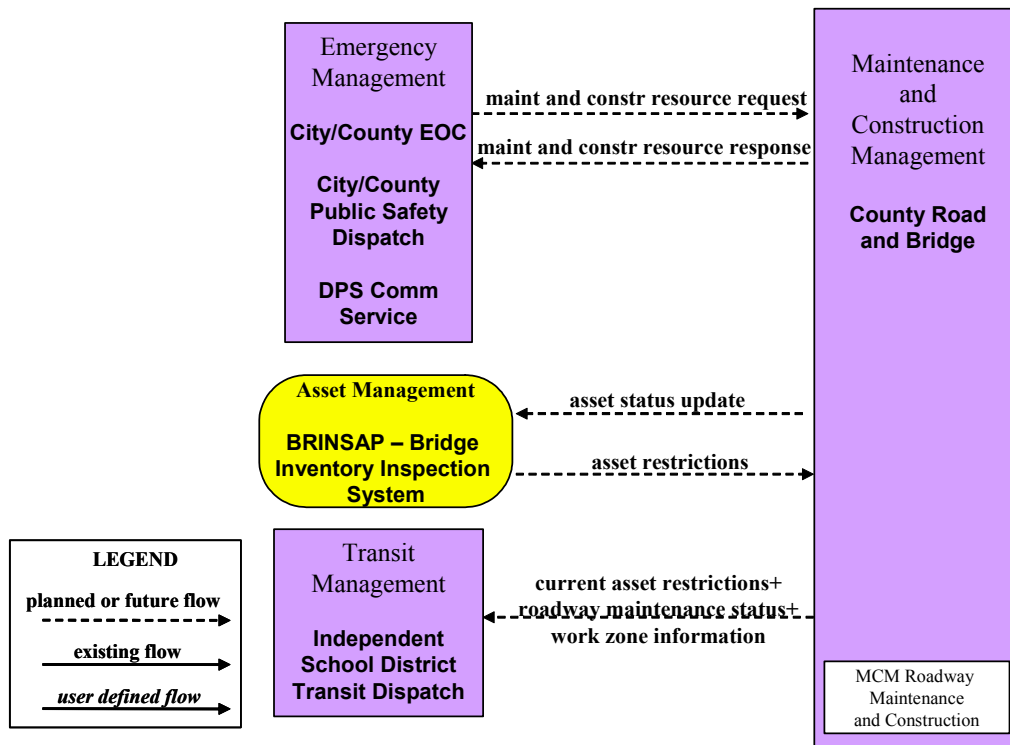 Emergency
Management
City/County EOC
City/County
Public Safety
Dispatch
DPS Comm
Service
maint and constr resource request
maint and constr resource response
Maintenance
and
Construction
Management
County Road
and Bridge
Asset Management
BRINSAP – Bridge
Inventory Inspection
System
asset status update
asset restrictions
LEGEND
planned or future flow
existing flow
user defined flow
Transit
Management
Independent
School District
Transit Dispatch
current asset restrictions+
roadway maintenance status+
work zone information
MCM Roadway
Maintenance
and Construction